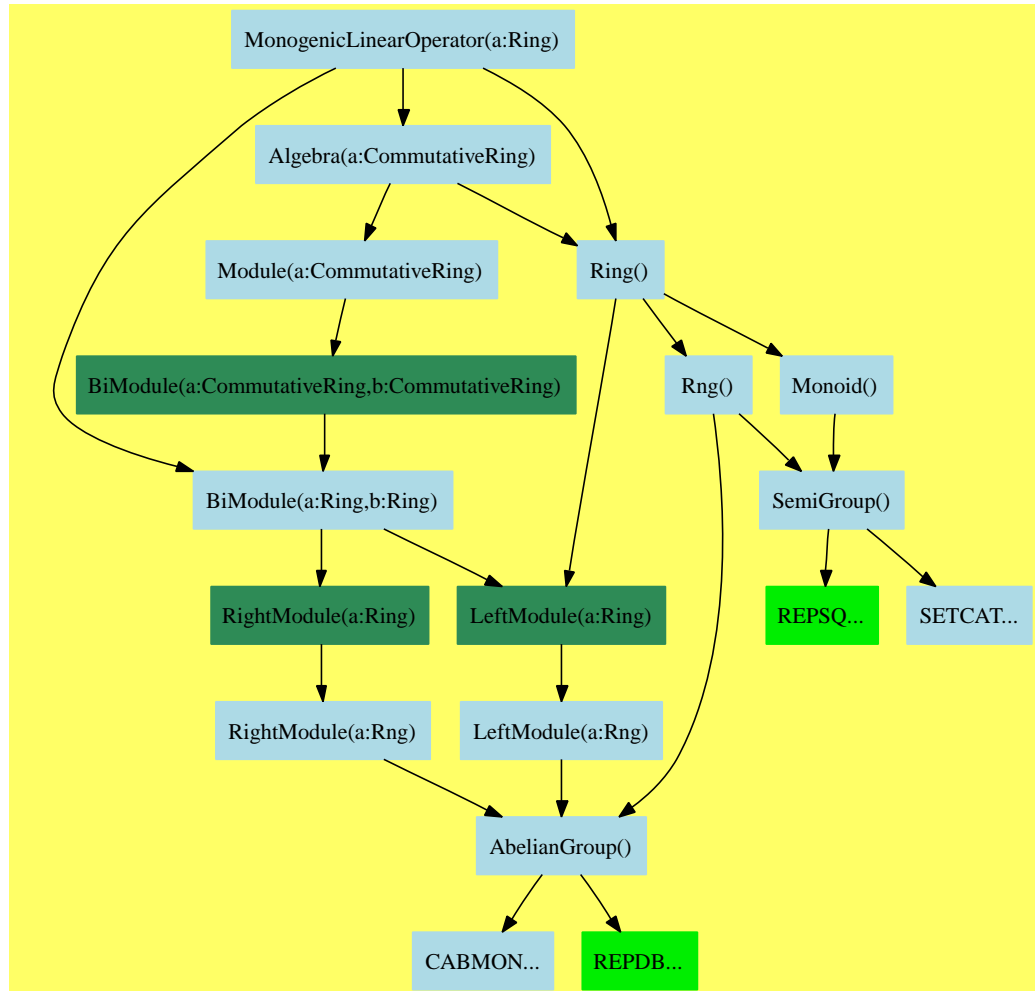 MonogenicLinearOperator(a:Ring)
Algebra(a:CommutativeRing)
Module(a:CommutativeRing)
Ring()
BiModule(a:CommutativeRing,b:CommutativeRing)
Rng()
Monoid()
BiModule(a:Ring,b:Ring)
SemiGroup()
RightModule(a:Ring)
LeftModule(a:Ring)
REPSQ...
SETCAT...
RightModule(a:Rng)
LeftModule(a:Rng)
AbelianGroup()
CABMON...
REPDB...